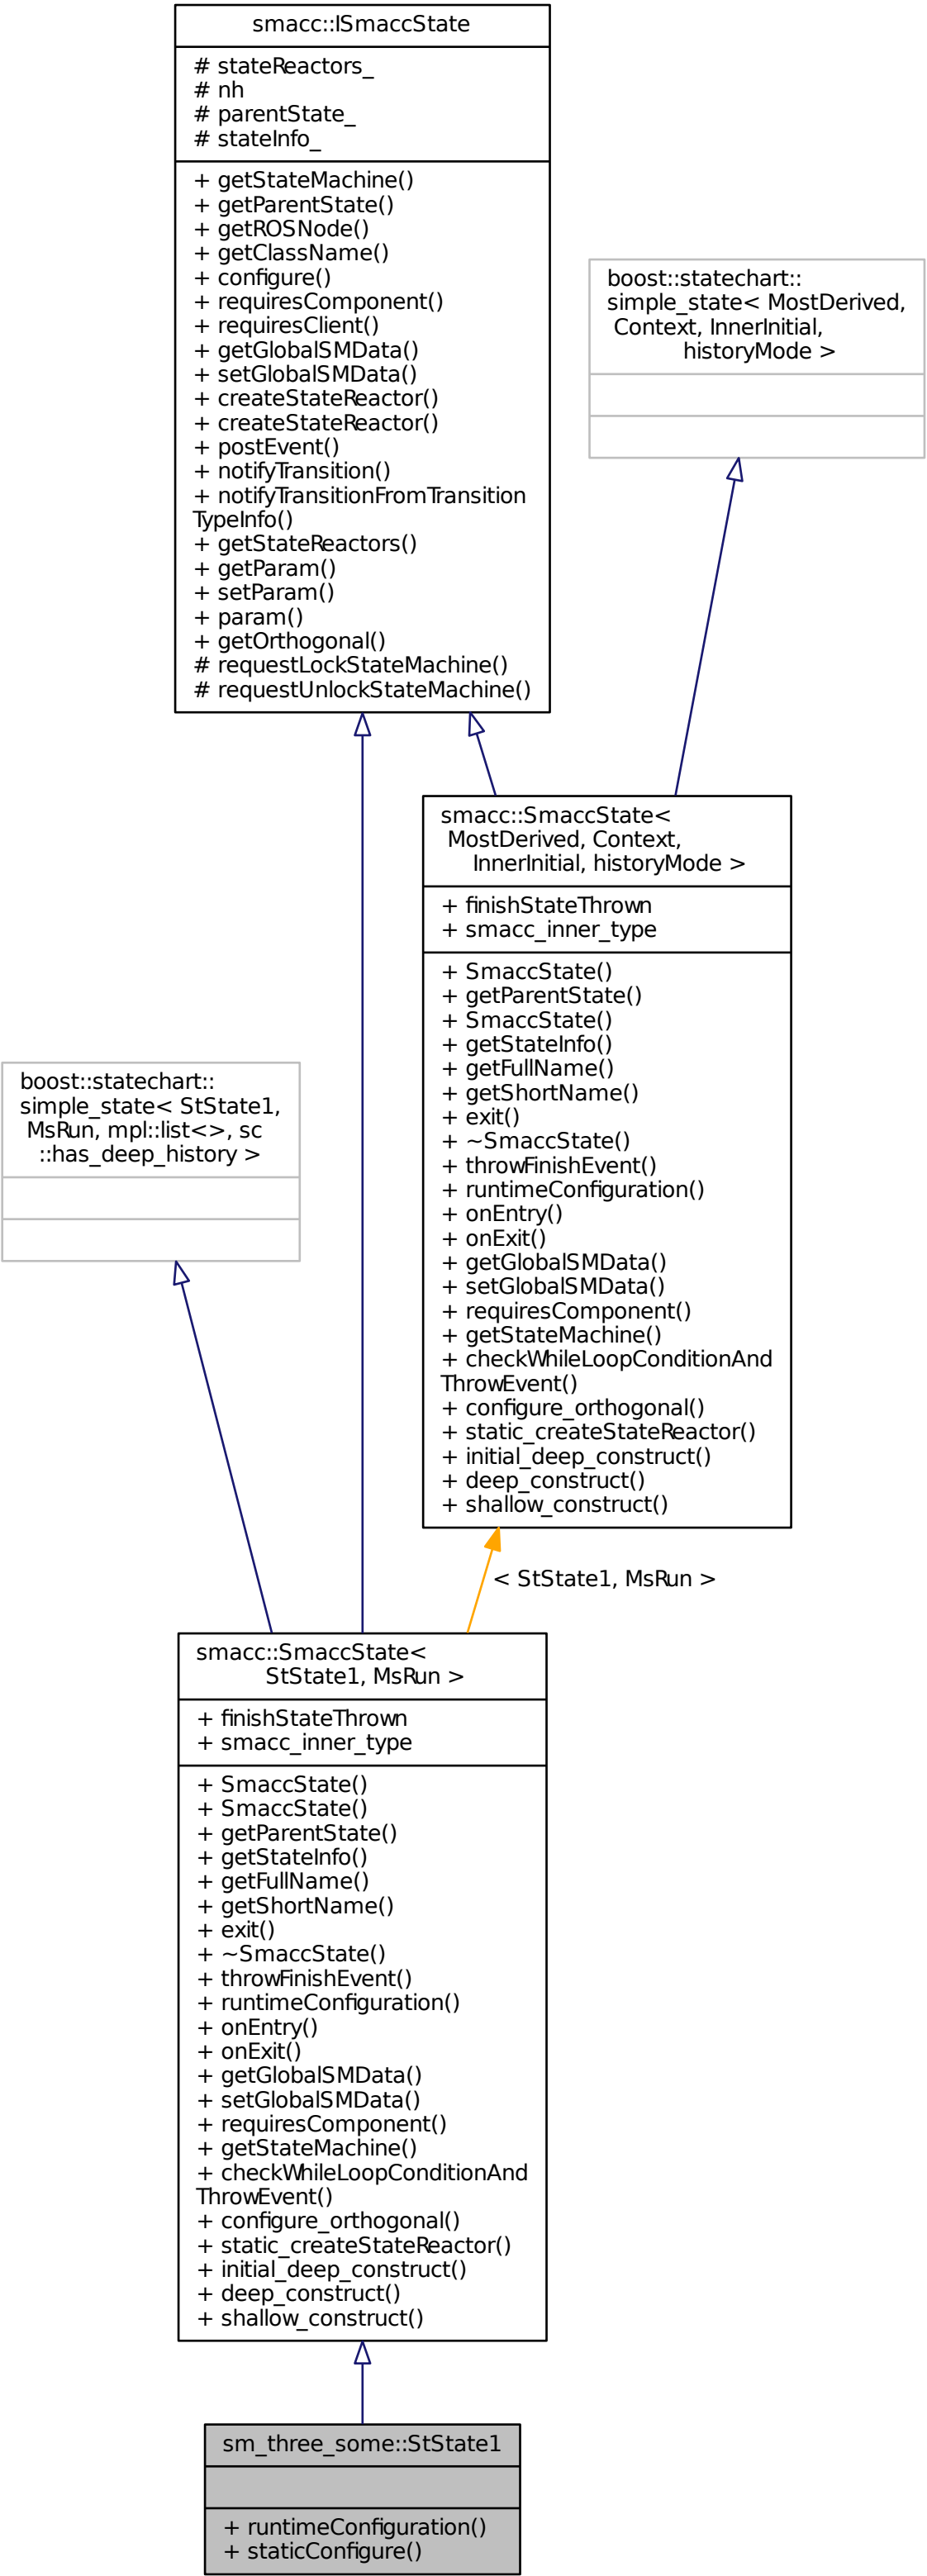 smacc::ISmaccState
# stateReactors_
# nh
# parentState_
# stateInfo_
+ getStateMachine()
+ getParentState()
+ getROSNode()
+ getClassName()
+ configure()
+ requiresComponent()
+ requiresClient()
+ getGlobalSMData()
+ setGlobalSMData()
+ createStateReactor()
+ createStateReactor()
+ postEvent()
+ notifyTransition()
+ notifyTransitionFromTransition
TypeInfo()
+ getStateReactors()
+ getParam()
+ setParam()
+ param()
+ getOrthogonal()
# requestLockStateMachine()
# requestUnlockStateMachine()
boost::statechart::
simple_state< MostDerived,
Context, InnerInitial,
historyMode >
smacc::SmaccState<
MostDerived, Context,
InnerInitial, historyMode >
+ finishStateThrown
+ smacc_inner_type
+ SmaccState()
+ getParentState()
+ SmaccState()
+ getStateInfo()
+ getFullName()
+ getShortName()
+ exit()
+ ~SmaccState()
+ throwFinishEvent()
+ runtimeConfiguration()
+ onEntry()
+ onExit()
+ getGlobalSMData()
+ setGlobalSMData()
+ requiresComponent()
+ getStateMachine()
+ checkWhileLoopConditionAnd
ThrowEvent()
+ configure_orthogonal()
+ static_createStateReactor()
+ initial_deep_construct()
+ deep_construct()
+ shallow_construct()
boost::statechart::
simple_state< StState1,
MsRun, mpl::list<>, sc
::has_deep_history >
< StState1, MsRun >
smacc::SmaccState<
StState1, MsRun >
+ finishStateThrown
+ smacc_inner_type
+ SmaccState()
+ SmaccState()
+ getParentState()
+ getStateInfo()
+ getFullName()
+ getShortName()
+ exit()
+ ~SmaccState()
+ throwFinishEvent()
+ runtimeConfiguration()
+ onEntry()
+ onExit()
+ getGlobalSMData()
+ setGlobalSMData()
+ requiresComponent()
+ getStateMachine()
+ checkWhileLoopConditionAnd
ThrowEvent()
+ configure_orthogonal()
+ static_createStateReactor()
+ initial_deep_construct()
+ deep_construct()
+ shallow_construct()
sm_three_some::StState1
+ runtimeConfiguration()
+ staticConfigure()